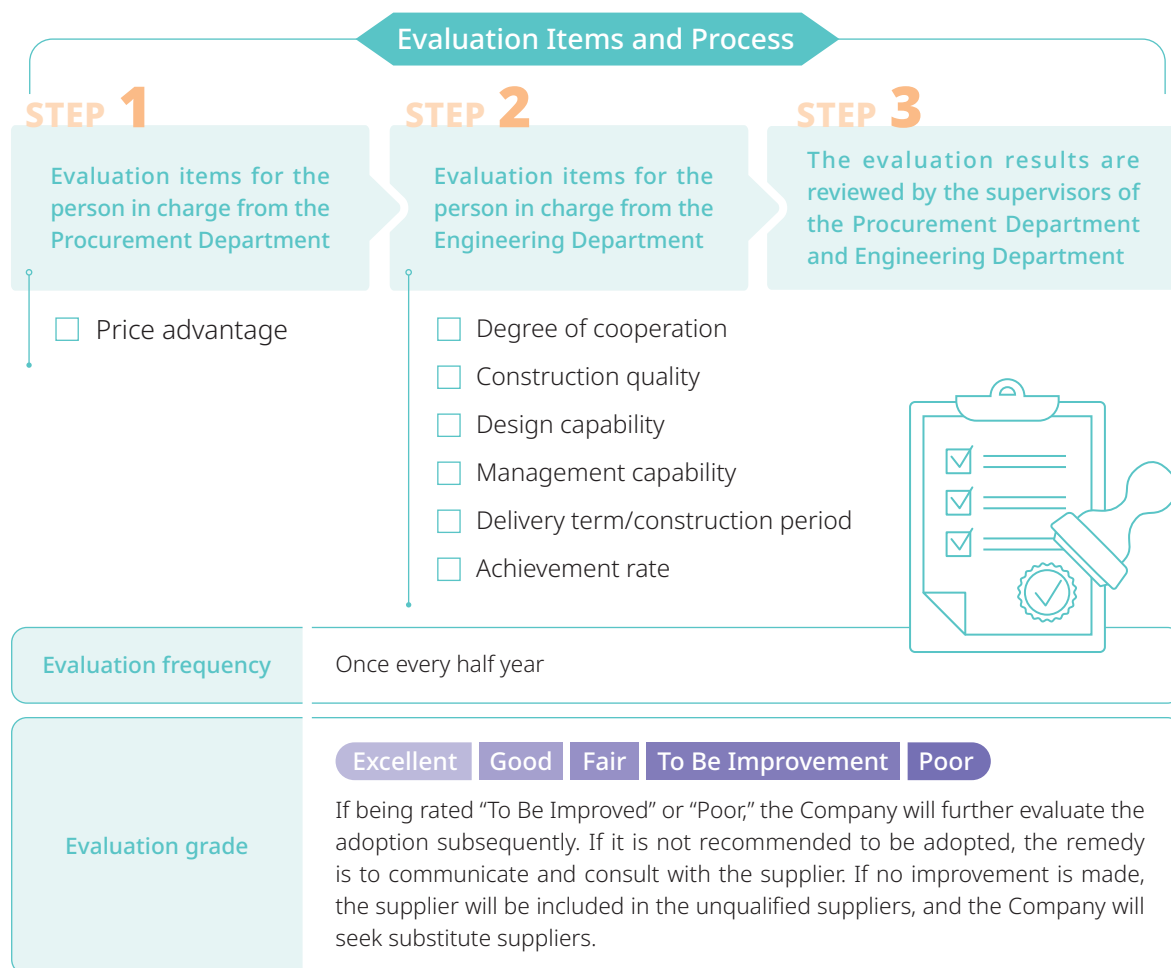 Evaluation Items and Process
STEP 1
Evaluation items for the
person in charge from the
Procurement Department
Price advantage
STEP 2
Evaluation items for the
person in charge from the
Engineering Department
Degree of cooperation
Construction quality
Design capability
Management capability
Delivery term/construction period
Achievement rate
STEP 3
The evaluation results are
reviewed by the supervisors of
the Procurement Department
and Engineering Department
Evaluation frequency
Once every half year
Evaluation grade
Excellent Good Fair To Be Improvement Poor
If being rated “To Be Improved” or “Poor,” the Company will further evaluate the
adoption subsequently. If it is not recommended to be adopted, the remedy
is to communicate and consult with the supplier. If no improvement is made,
the supplier will be included in the unqualified suppliers, and the Company will
seek substitute suppliers.